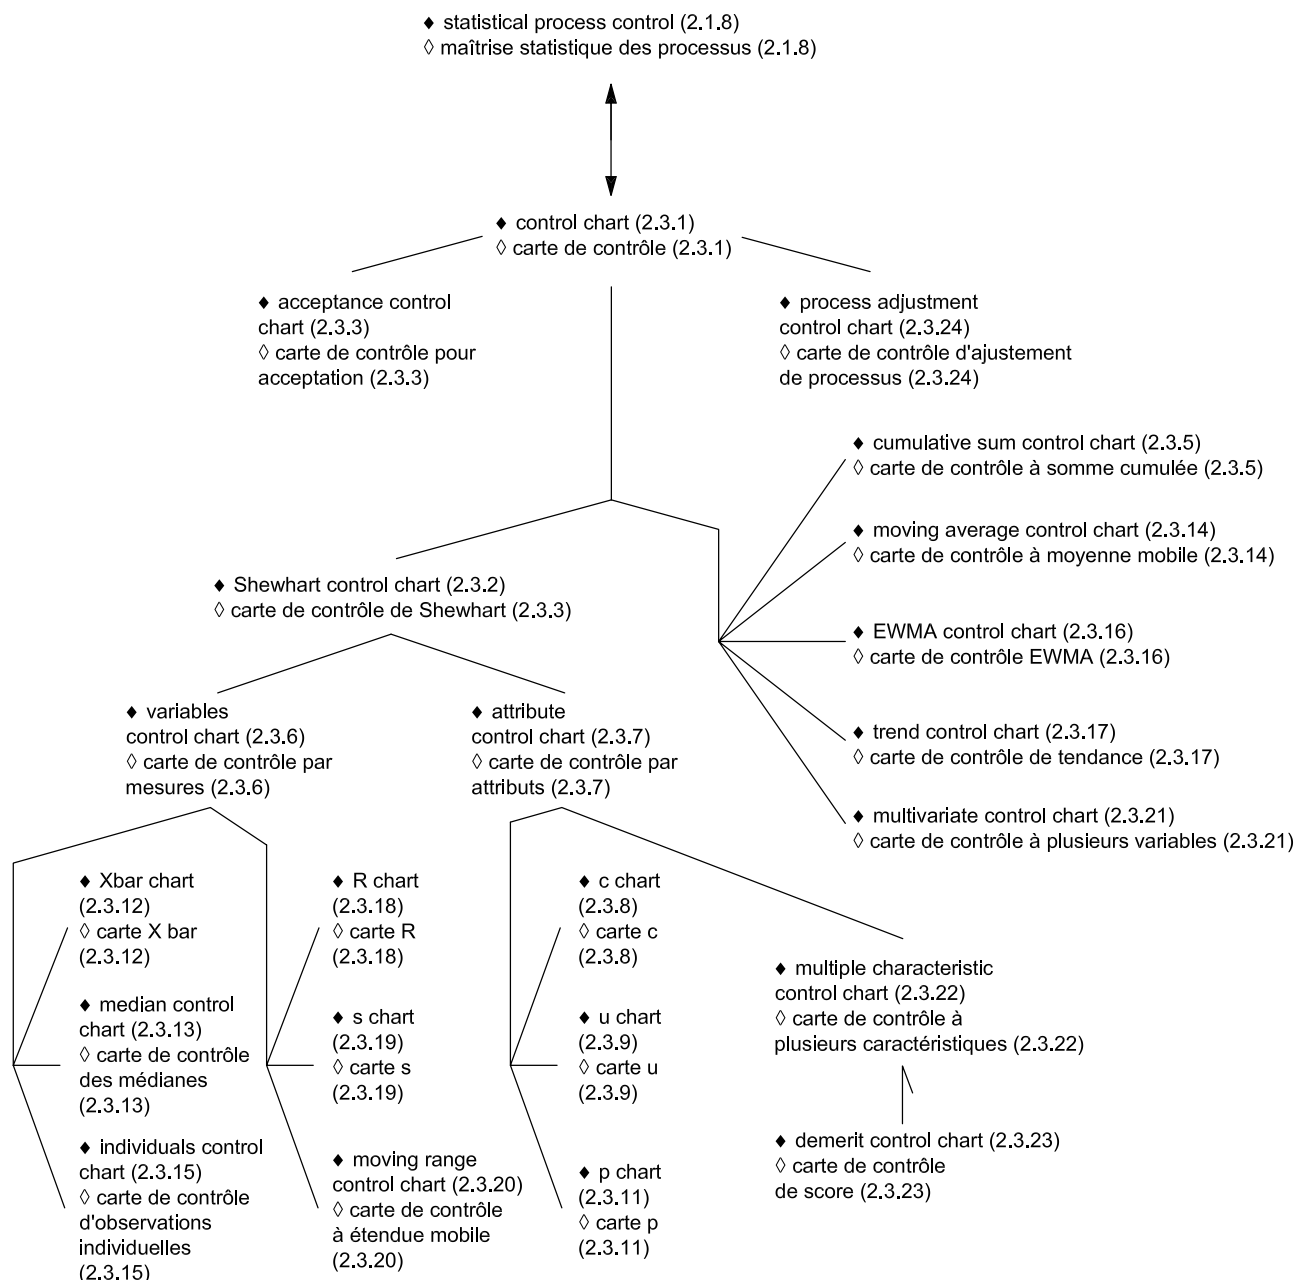 ♦ statistical process control (2.1.8)
◊ maîtrise statistique des processus (2.1.8)
♦ control chart (2.3.1)
◊ carte de contrôle (2.3.1)
♦ acceptance control
chart (2.3.3)
◊ carte de contrôle pour
acceptation (2.3.3)
♦ process adjustment
control chart (2.3.24)
◊ carte de contrôle d'ajustement
de processus (2.3.24)
♦ cumulative sum control chart (2.3.5)
◊ carte de contrôle à somme cumulée (2.3.5)
♦ moving average control chart (2.3.14)
◊ carte de contrôle à moyenne mobile (2.3.14)
♦ EWMA control chart (2.3.16)
◊ carte de contrôle EWMA (2.3.16)
♦ trend control chart (2.3.17)
◊ carte de contrôle de tendance (2.3.17)
♦ multivariate control chart (2.3.21)
◊ carte de contrôle à plusieurs variables (2.3.21)
♦ Shewhart control chart (2.3.2)
◊ carte de contrôle de Shewhart (2.3.3)
♦ variables
control chart (2.3.6)
◊ carte de contrôle par
mesures (2.3.6)
♦ attribute
control chart (2.3.7)
◊ carte de contrôle par
attributs (2.3.7)
♦ Xbar chart
(2.3.12)
◊ carte X bar
(2.3.12)
♦ median control
chart (2.3.13)
◊ carte de contrôle
des médianes
(2.3.13)
♦ individuals control
chart (2.3.15)
◊ carte de contrôle
d'observations
individuelles
(2.3.15)
♦ R chart
(2.3.18)
◊ carte R
(2.3.18)
♦ s chart
(2.3.19)
◊ carte s
(2.3.19)
♦ moving range
control chart (2.3.20)
◊ carte de contrôle
à étendue mobile
(2.3.20)
♦ c chart
(2.3.8)
◊ carte c
(2.3.8)
♦ u chart
(2.3.9)
◊ carte u
(2.3.9)
♦ p chart
(2.3.11)
◊ carte p
(2.3.11)
♦ multiple characteristic
control chart (2.3.22)
◊ carte de contrôle à
plusieurs caractéristiques (2.3.22)
♦ demerit control chart (2.3.23)
◊ carte de contrôle
de score (2.3.23)